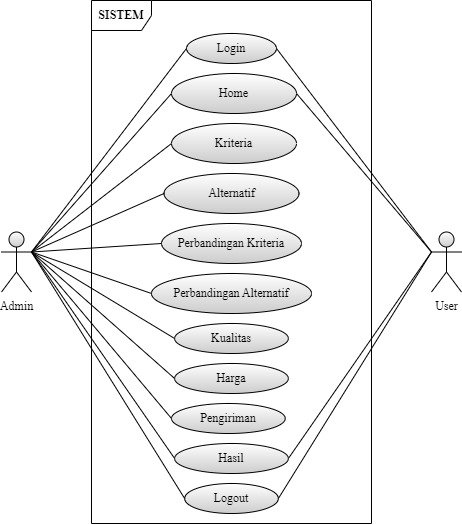 SISTEM
Login
Home
Kriteria
Alternatif
Perbandingan Kriteria
Admin
User
Perbandingan Alternatif
Kualitas
Harga
Pengiriman
Hasil
Logout